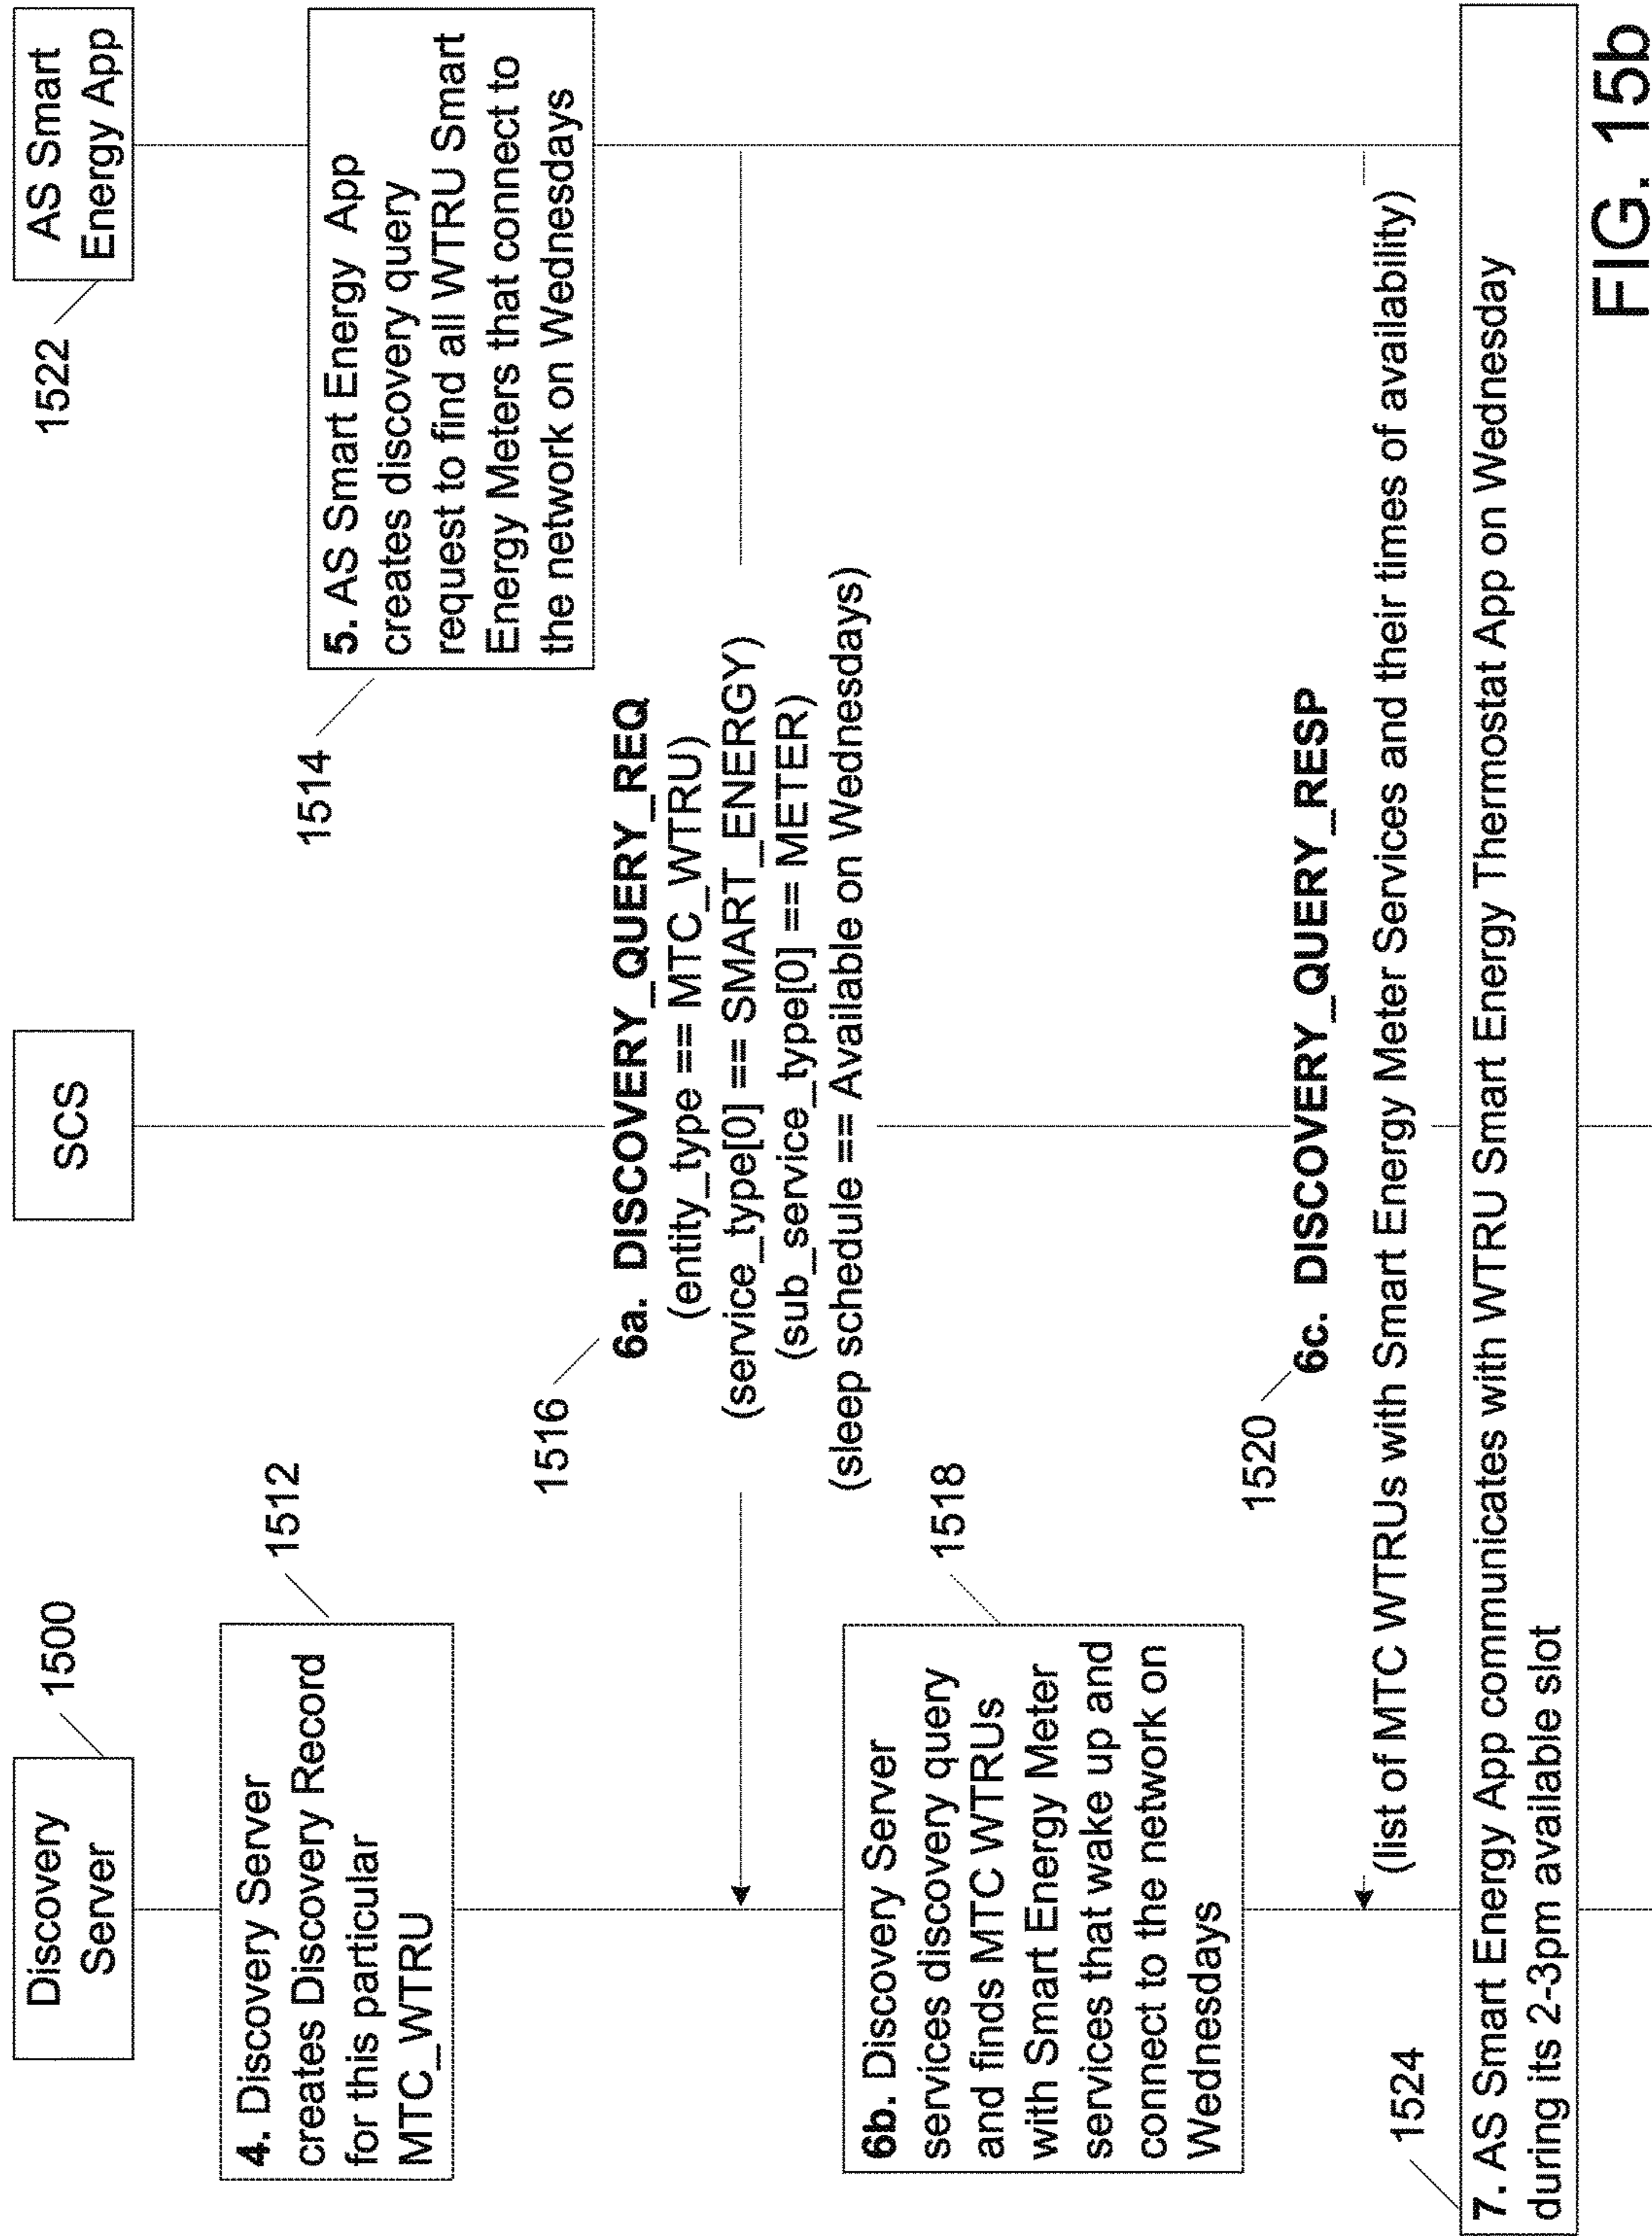 Discovery
Server
1500
SCS
AS Smart
Energy App
1522
4. Discovery Server
creates Discovery Record
for this particular
MTC_WTRU
1512
5. AS Smart Energy App
creates discovery query
request to find all WTRU Smart
Energy Meters that connect to
the network on Wednesdays
1514
1516
6a. DISCOVERY_QUERY_REQ
(entity_type == MTC_WTRU)
(service_type[0] == SMART_ENERGY)
(sub_service_type[0] == METER)
(sleep schedule == Available on Wednesdays)
6b. Discovery Server
services discovery query
and finds MTC WTRUs
with Smart Energy Meter
services that wake up and
connect to the network on
Wednesdays
1518
1520
6c. DISCOVERY_QUERY_RESP
(list of MTC WTRUs with Smart Energy Meter Services and their times of availability)
1524
7. AS Smart Energy App communicates with WTRU Smart Energy Thermostat App on Wednesday
during its 2-3pm available slot
FIG. 15b